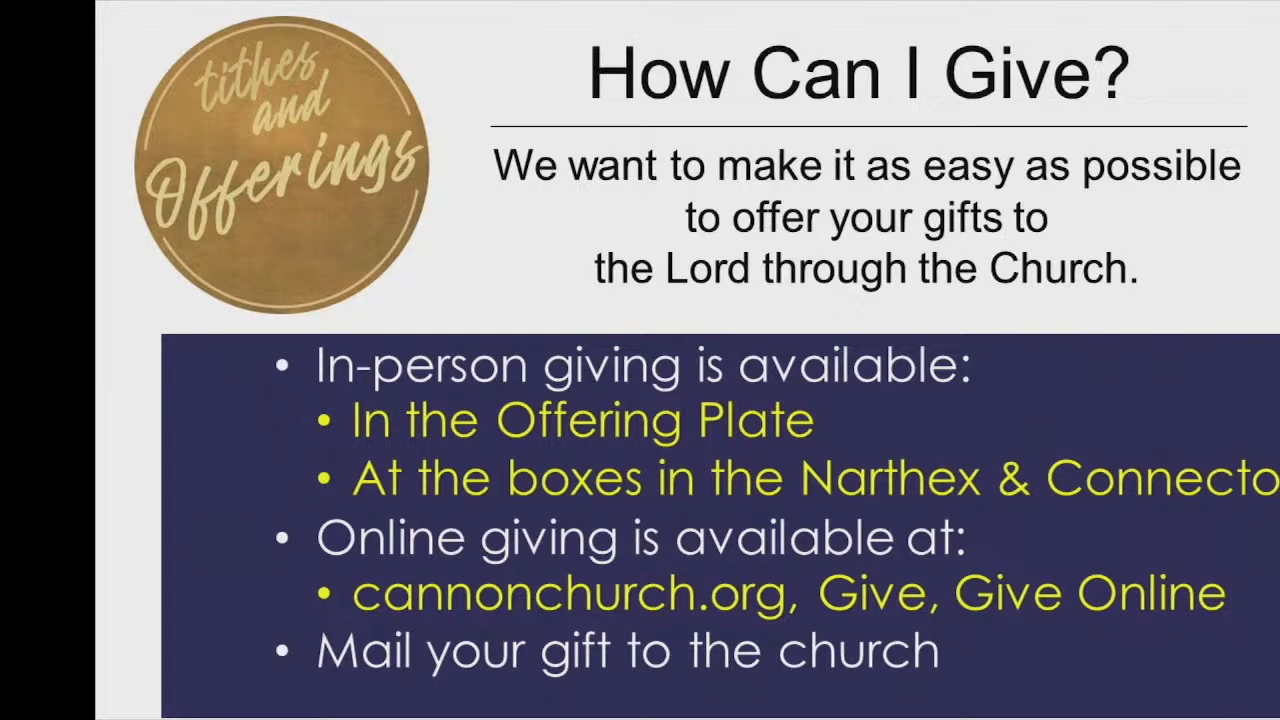 tithes
and
Offerings
How Can I Give?
We want to make it as easy as possible
to offer your gifts to
the Lord through the Church.
• In-person giving is available:
• In the Offering Plate
• At the boxes in the Narthex & Connecto
• Online giving is available at:
• cannonchurch.org, Give, Give Online
• Mail your gift to the church